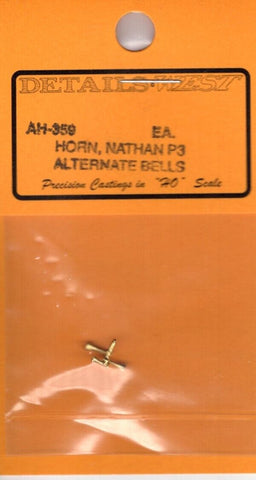 DETAILS WEST
AH-359 EA.
HORN, NATHAN P3
ALTERNATE BELLS
Precision Castings in "HO" Scale